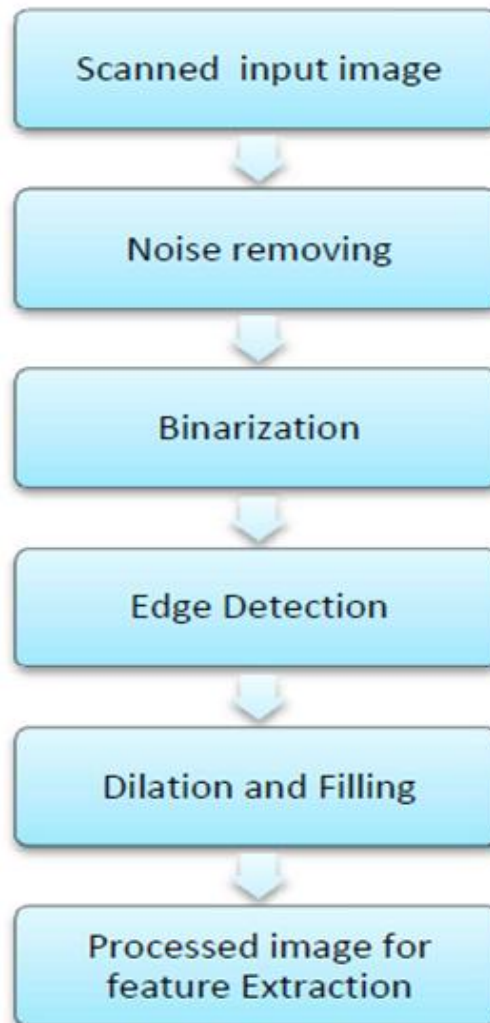 Scanned input image
Noise removing
Binarization
Edge Detection
Dilation and Filling
Processed image for
feature Extraction